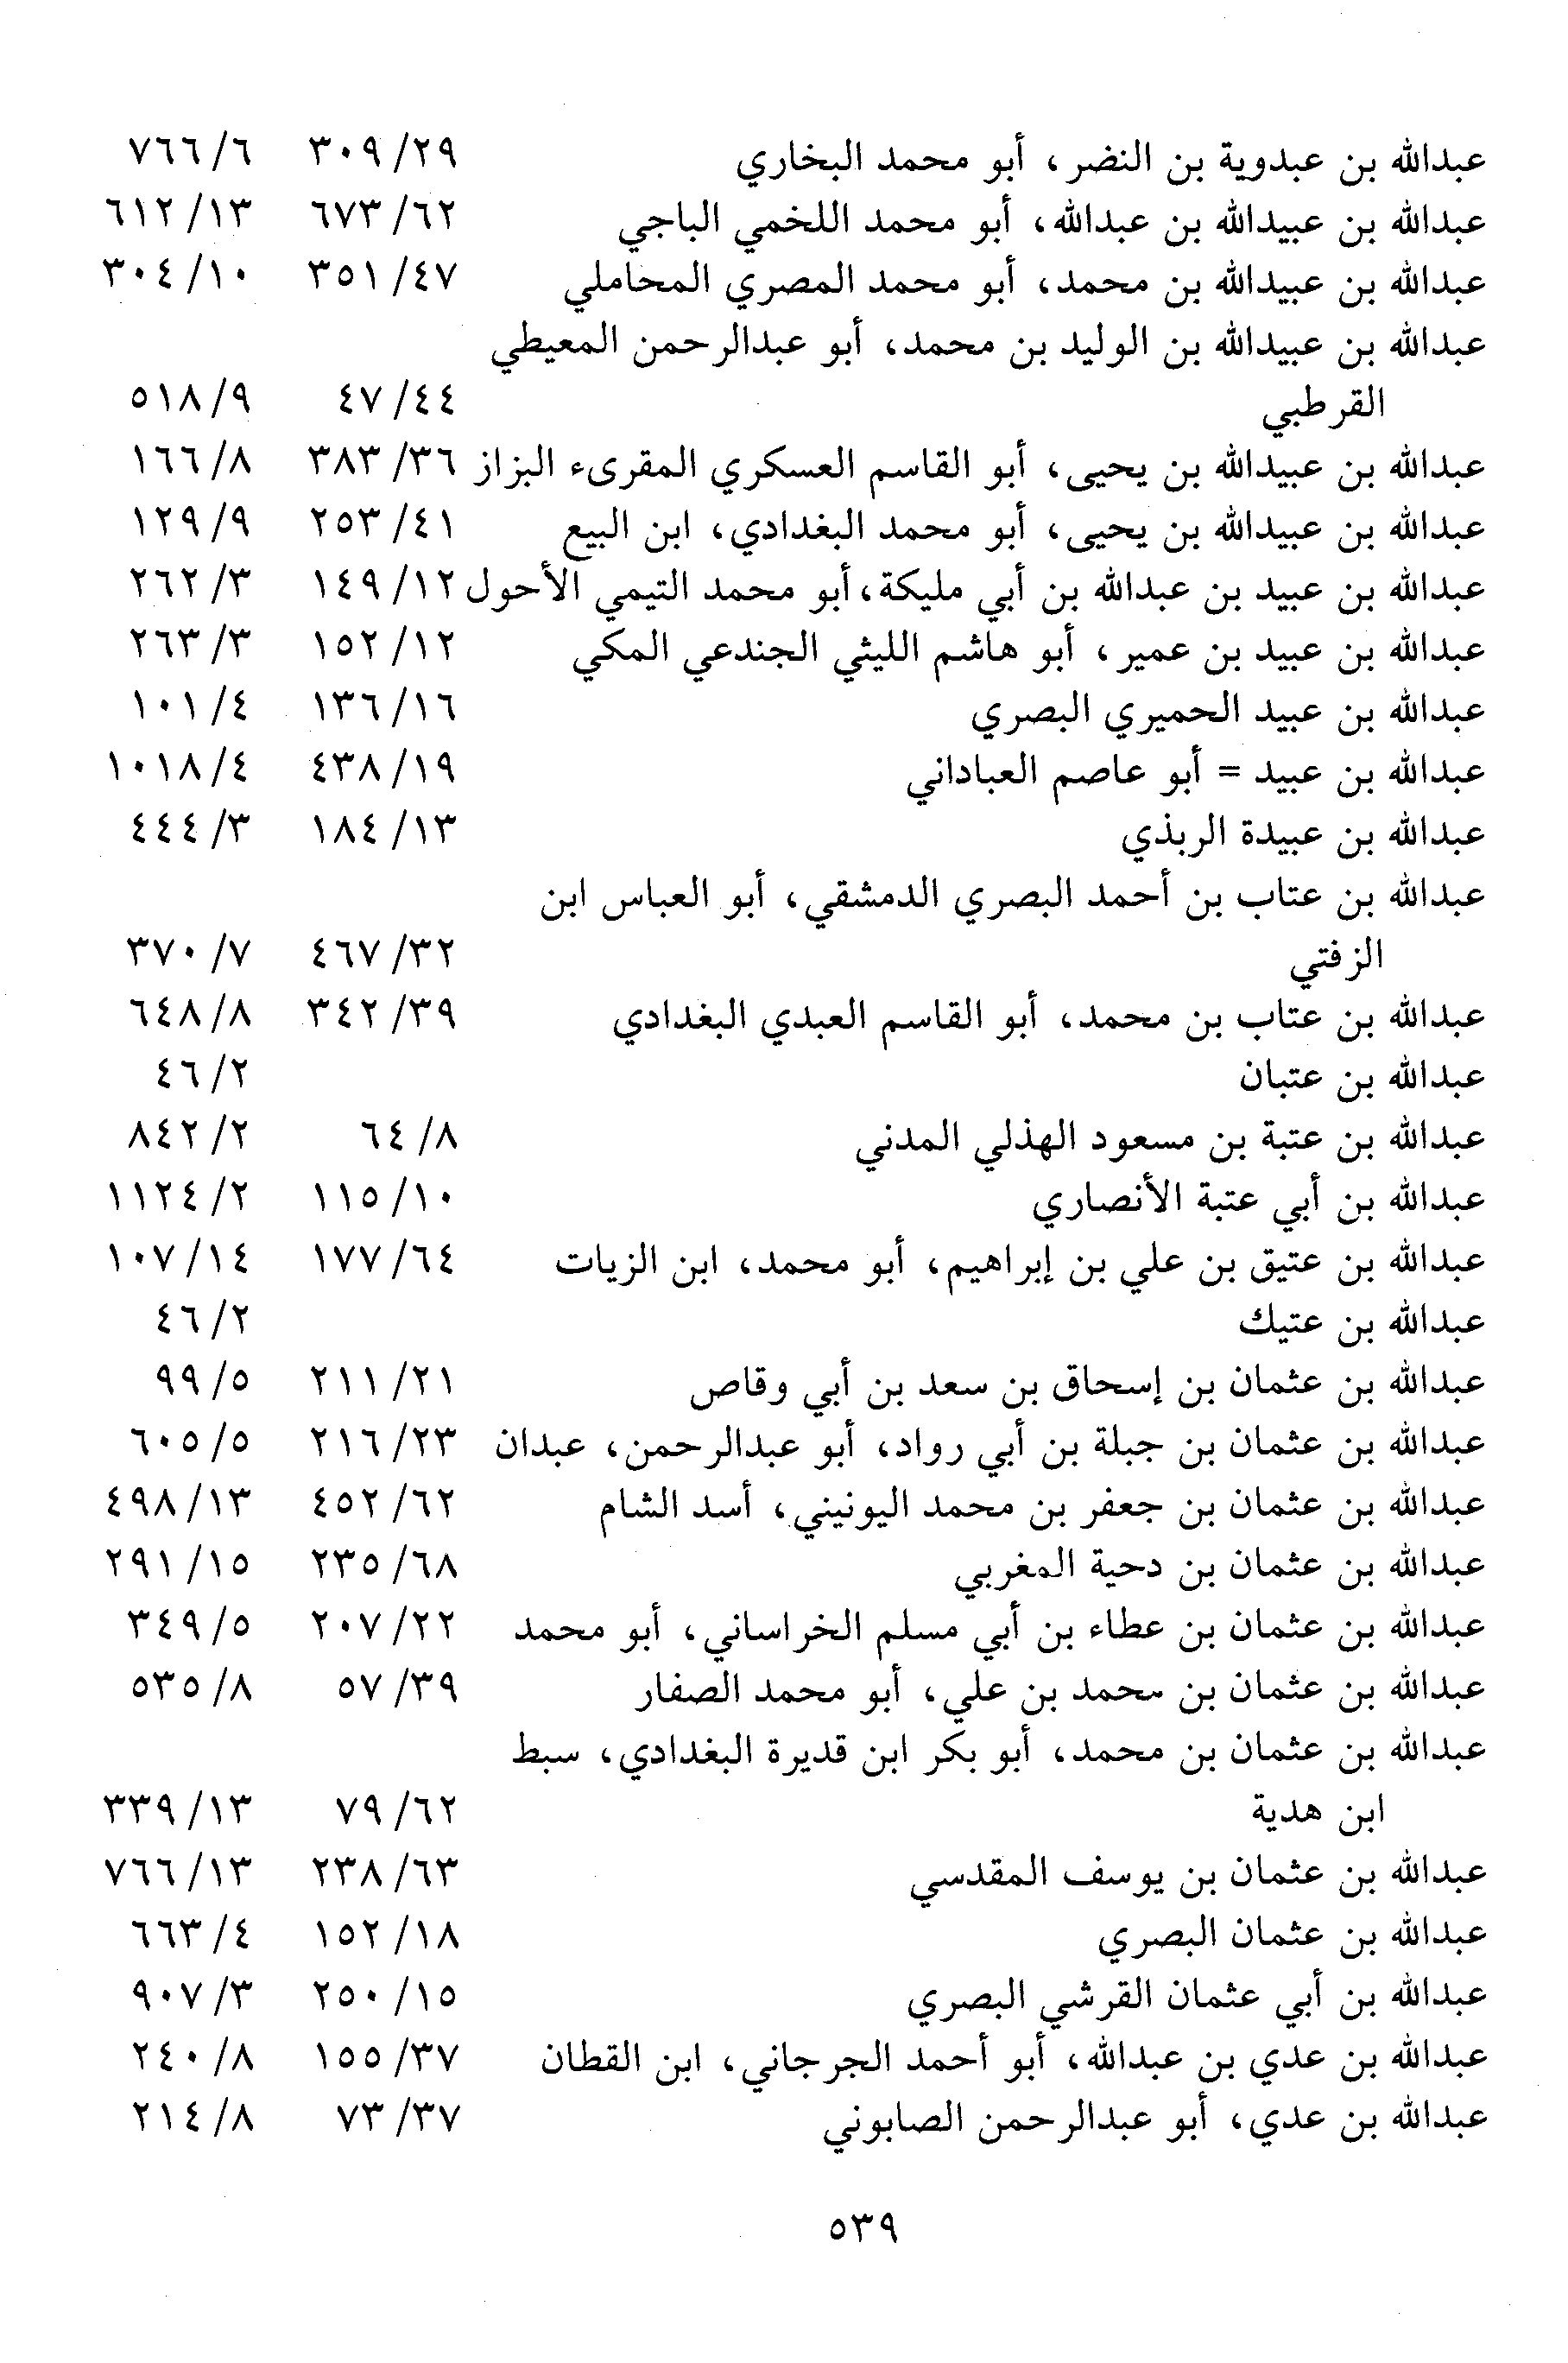 عبدالله بن عبدوية بن النضر، أبو محمد البخاري ٢٩/ ٣٠٩ ٦/ ٧٦٦
عبدالله بن عبيدالله بن عبدالله، أبو محمد اللخمي الباجي ٦٢/ ٦٧٣ ١٣/ ٦١٢
عبدالله بن عبيدالله بن محمد، أبو محمد المصري المحاملي ٤٧/ ٣٥١ ١٠/ ٣٠٤
عبدالله بن عبيدالله بن الوليد بن محمد، أبو عبدالرحمن المعيطي
القرطبي ٤٤/ ٤٧ ٩/ ٥١٨
عبدالله بن عبيدالله بن يحيى، أبو القاسم العسكري المقرىء البزاز ٣٦/ ٣٨٣ ٨/ ١٦٦
عبدالله بن عبيدالله بن يحيى، أبو محمد البغدادي، ابن البيع ٤١/ ٢٥٣ ٩/ ١٢٩
عبدالله بن عبيد بن عبدالله بن أبي مليكة، أبو محمد التيمي الأحول ١٢/ ١٤٩ ٣/ ٢٦٢
عبدالله بن عبيد بن عمير، أبو هاشم الليثي الجندعي المكي ١٢/ ١٥٢ ٣/ ٢٦٣
عبدالله بن عبيد الحميري البصري ١٦/ ١٣٦ ٤/ ١٠١
عبدالله بن عبيد = أبو عاصم العباداني ١٩/ ٤٣٨ ٤/ ١٠١٨
عبدالله بن عبيدة الربذي ١٣/ ١٨٤ ٣/ ٤٤٤
عبدالله بن عتاب بن أحمد البصري الدمشقي، أبو العباس ابن
الزفتي ٣٢/ ٤٦٧ ٧/ ٣٧٠
عبدالله بن عتاب بن محمد، أبو القاسم العبدي البغدادي ٣٩/ ٣٤٢ ٨/ ٦٤٨
عبدالله بن عتبان ٢/ ٤٦
عبدالله بن عتبة بن مسعود الهذلي المدني ٨/ ٦٤ ٢/ ٨٤٢
عبدالله بن أبي عتبة الأنصاري ١٠/ ١١٥ ٢/ ١١٢٤
عبدالله بن عتيق بن علي بن إبراهيم، أبو محمد، ابن الزيات ٦٤/ ١٧٧ ١٤/ ١٠٧
عبدالله بن عتيك ٢/ ٤٦
عبدالله بن عثمان بن إسحاق بن سعد بن أبي وقاص ٢١/ ٢١١ ٥/ ٩٩
عبدالله بن عثمان بن جبلة بن أبي رواد، أبو عبدالرحمن، عبدان ٢٣/ ٢١٦ ٥/ ٦٠٥
عبدالله بن عثمان بن جعفر بن محمد اليونيني، أسد الشام ٦٢/ ٤٥٢ ١٣/ ٤٩٨
عبدالله بن عثمان بن دحية المغربي ٦٨/ ٢٣٥ ١٥/ ٢٩١
عبدالله بن عثمان بن عطاء بن أبي مسلم الخراساني، أبو محمد ٢٢/ ٢٠٧ ٥/ ٣٤٩
عبدالله بن عثمان بن محمد بن علي، أبو محمد الصفار ٣٩/ ٥٧ ٨/ ٥٣٥
عبدالله بن عثمان بن محمد، أبو بكر ابن قديرة البغدادي، سبط
ابن هدية ٦٢/ ٧٩ ١٣/ ٣٣٩
عبدالله بن عثمان بن يوسف المقدسي ٦٣/ ٢٣٨ ١٣/ ٧٦٦
عبدالله بن عثمان البصري ١٨/ ١٥٢ ٤/ ٦٦٣
عبدالله بن أبي عثمان القرشي البصري ١٥/ ٢٥٠ ٣/ ٩٠٧
عبدالله بن عدي بن عبدالله، أبو أحمد الجرجاني، ابن القطان ٣٧/ ١٥٥ ٨/ ٢٤٠
عبدالله بن عدي، أبو عبدالرحمن الصابوني ٣٧/ ٧٣ ٨/ ٢١٤
٥٣٩